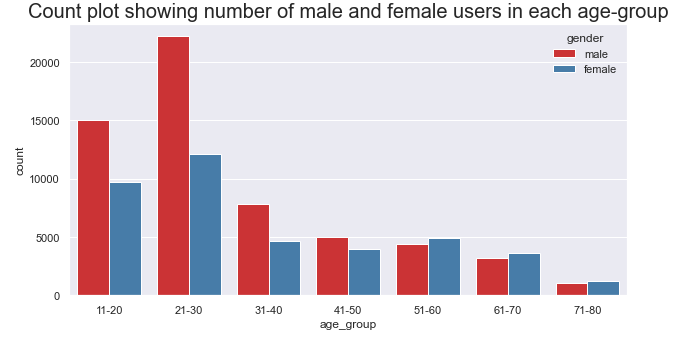 Count plot showing number of male and female users in each age-group
gender
male
female
20000
15000
10000
5000
0
count
11-20 21-30 31-40 41-50 51-60 61-70 71-80
age_group